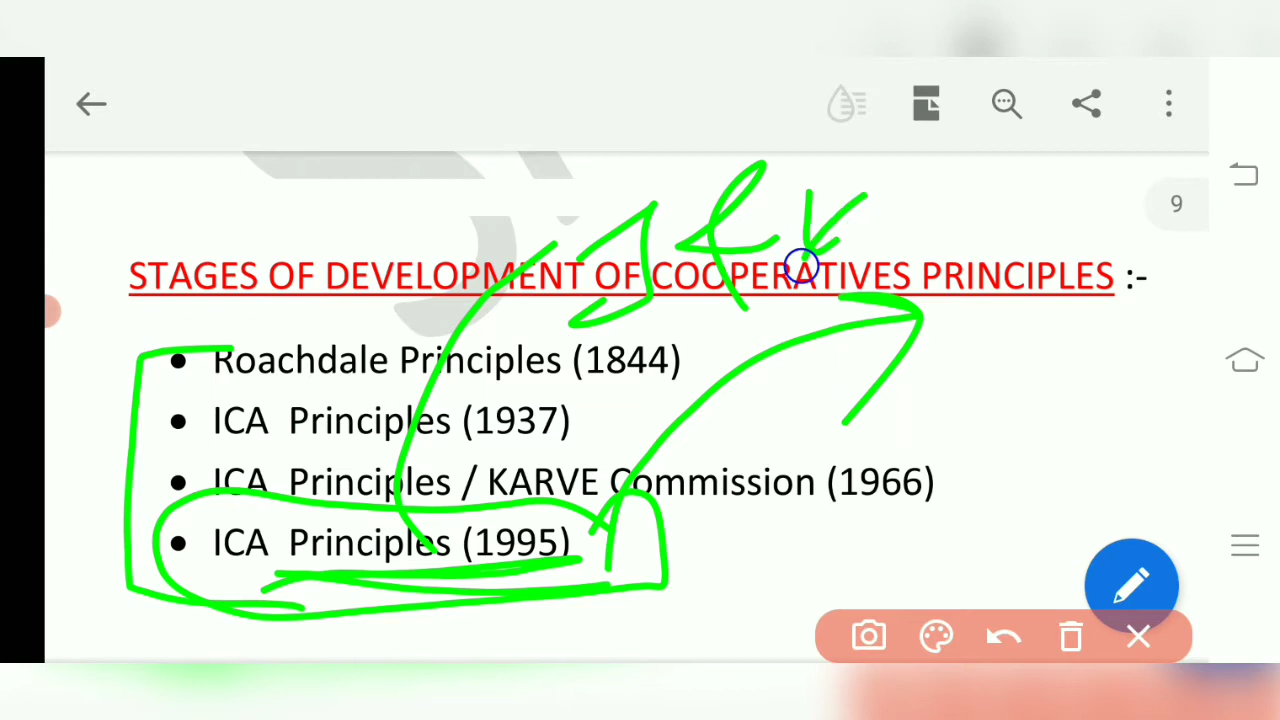 9
STAGES OF DEVELOPMENT OF COOPERATIVES PRINCIPLES :-
• Roachdale Principles (1844)
• ICA Principles (1937)
• ICA Principles / KARVE Commission (1966)
• ICA Principles (1995)